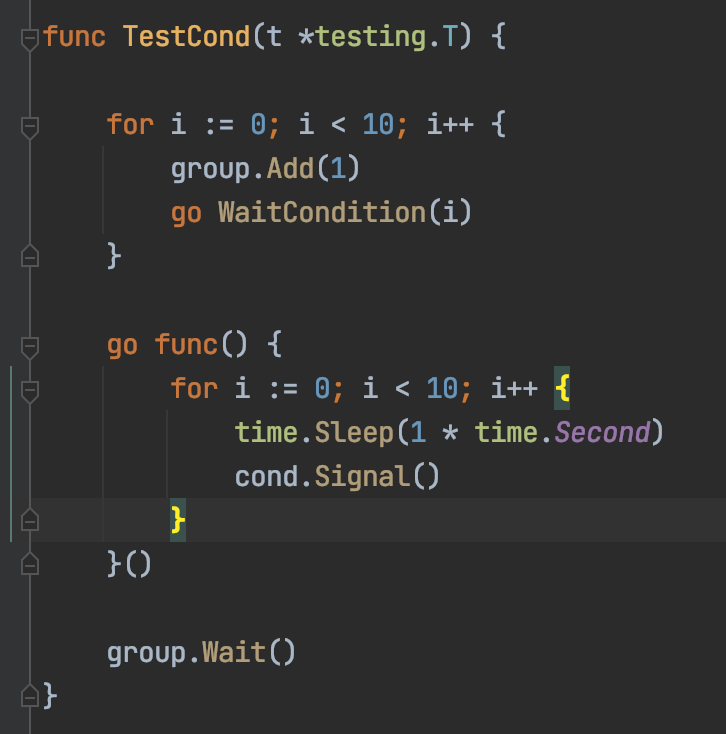 func TestCond(t *testing.T) {
for i := 0; i < 10; i++ {
group.Add(1)
go WaitCondition(i)
}
go func() {
for i := 0; i < 10; i++ {
time.Sleep(1 * time.Second)
cond.Signal()
}
}()
group.Wait()
}